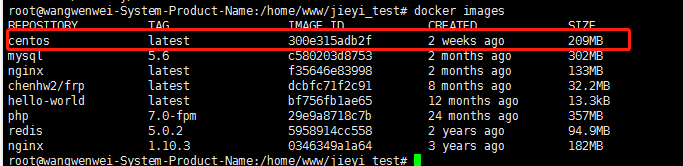 root@wangwenwei-System-Product-Name:/home/www/jieyi_test# docker images
REPOSITORY TAG IMAGE ID CREATED SIZE
centos latest 300e315adb2f 2 weeks ago 209MB
mysql 5.6 c580203d8753 2 months ago 302MB
nginx latest f35646e83998 2 months ago 133MB
chenhw2/frp latest dcbfc71f2c91 8 months ago 32.2MB
hello-world latest bf756fb1ae65 12 months ago 13.3kB
php 7.0-fpm 29e9a8718c7b 24 months ago 357MB
redis 5.0.2 5958914cc558 2 years ago 94.9MB
nginx 1.10.3 0346349a1a64 3 years ago 182MB
root@wangwenwei-System-Product-Name:/home/www/jieyi_test#